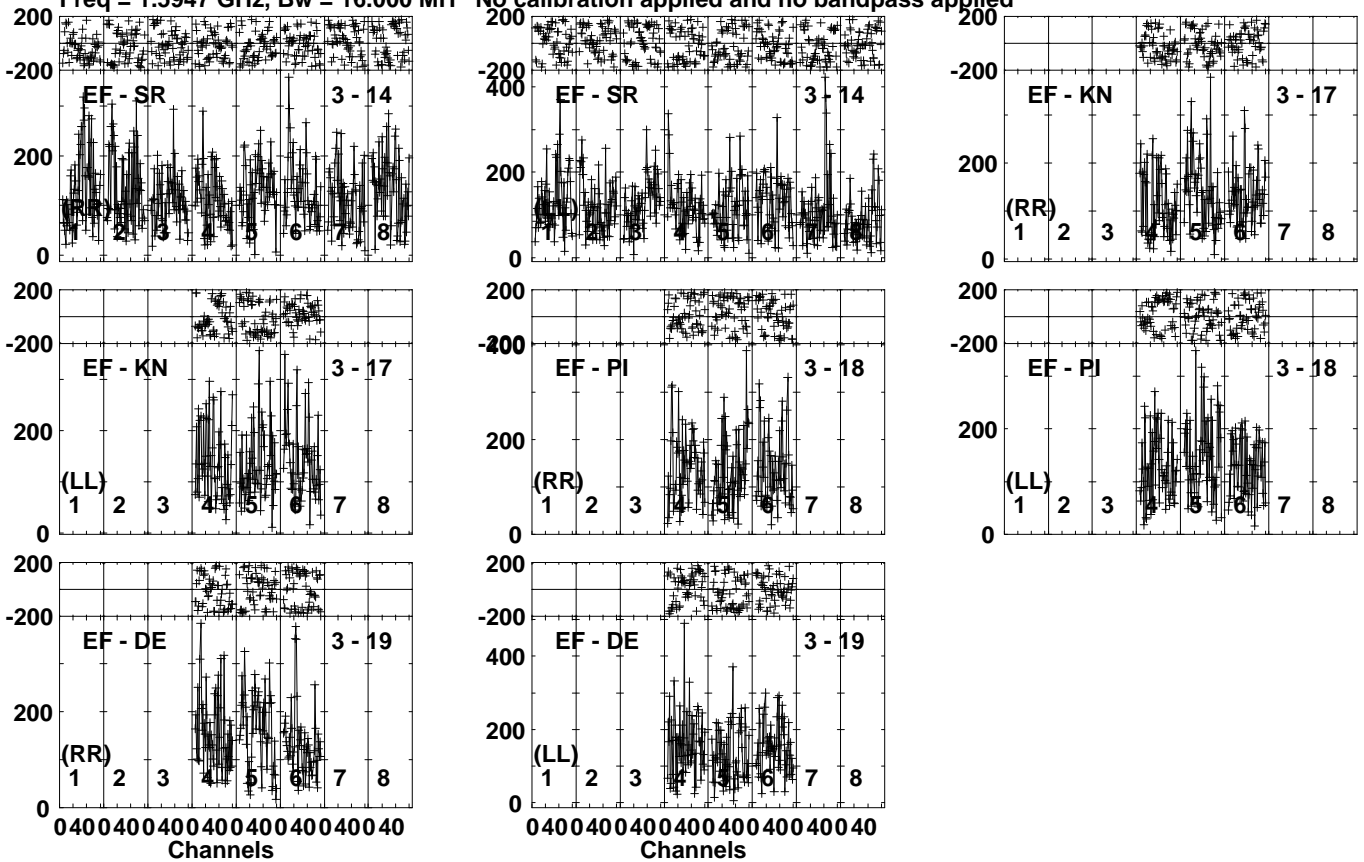 Freq = 1.5947 GHz, Bw = 16.000 MH No calibration applied and no bandpass applied
200 200 200
-200 -200 -200
EF - SR 3 - 14 400 EF - SR 3 - 14 EF - KN 3 - 17
200 200 200
(RR) (LL) (RR)
1 2 3 4 5 6 7 8 1 2 3 4 5 6 7 8 1 2 3 4 5 6 7 8
0 0 0
200 200 200
-200 -200 -200
400
EF - KN 3 - 17 EF - PI 3 - 18 EF - PI 3 - 18
200 200 200
(LL) (RR) (LL)
1 2 3 4 5 6 7 8 1 2 3 4 5 6 7 8 1 2 3 4 5 6 7 8
0 0 0
200 200
-200 -200
EF - DE 3 - 19 EF - DE 3 - 19
400
200 200
(RR) (LL)
1 2 3 4 5 6 7 8 1 2 3 4 5 6 7 8
0 0
0 40 0 40 0 40 0 40 0 40 0 40 0 40 0 40 0 40 0 40 0 40 0 40 0 40 0 40 0 40 0 40
Channels Channels